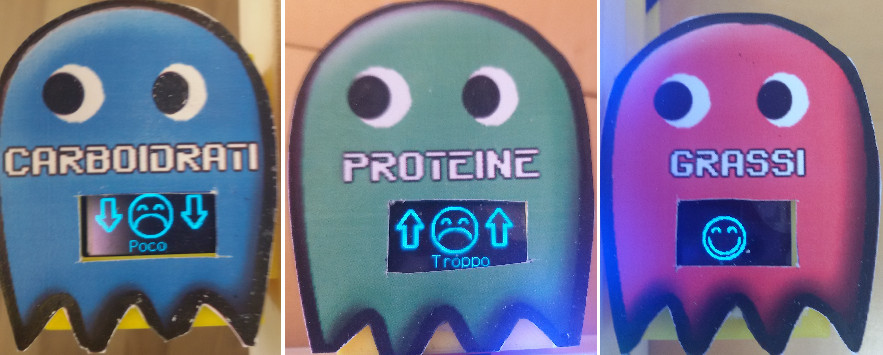 CARBOIDRATI
Poco
PROTEINE
Troppo
GRASSI